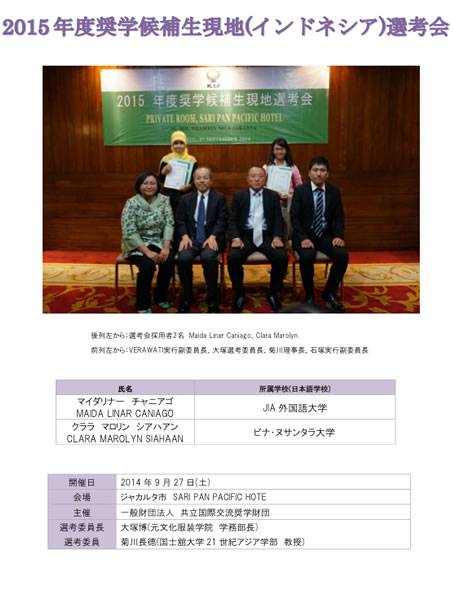 2015年度奨学候補生現地(インドネシア)選考会
2015 年度奨学候補生現地選考会
PRIVATE ROOM, SARI PAN PACIFIC HOTEL
後列左から:選考会採用者2名 Maida Linar Caniago, Clara Marolyn
前列左から:VERAWATI実行副委員長, 大塚選考委員長, 菊川理事長, 石塚実行副委員長
氏名 所属学校(日本語学校)
マイダリナー チャニアゴ
MAIDA LINAR CANIAGO
JIA 外国語大学
クララ マロリン シアハアン
CLARA MAROLYN SIAHAAN
ビナ・ヌサンタラ大学
開催日 2014 年 9 月 27 日(土)
会場 ジャカルタ市 SARI PAN PACIFIC HOTE
主催 一般財団法人 共立国際交流奨学財団
選考委員長 大塚博(元文化服装学院 学務部長)
選考委員 菊川長徳(国士舘大学 21 世紀アジア学部 教授)